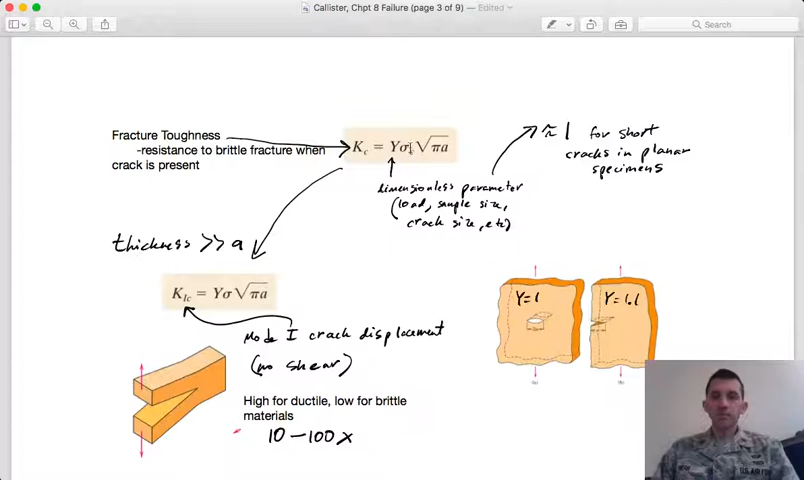 Callister, Chpt 8 Failure (page 3 of 9) — Edited
Search
Fracture Toughness
-resistance to brittle fracture when
crack is present
K_c = Yσ_c√πa
≈ 1 for short
cracks in planar
specimens
dimensionless parameter
(load, sample size,
crack size, etc)
thickness >> a
K_Ic = Yσ√πa
Mode I crack displacement
(no shear)
High for ductile, low for brittle
materials
10 – 100x
Y=1
Y=1.1
(a)
(b)
U.S. AIR F